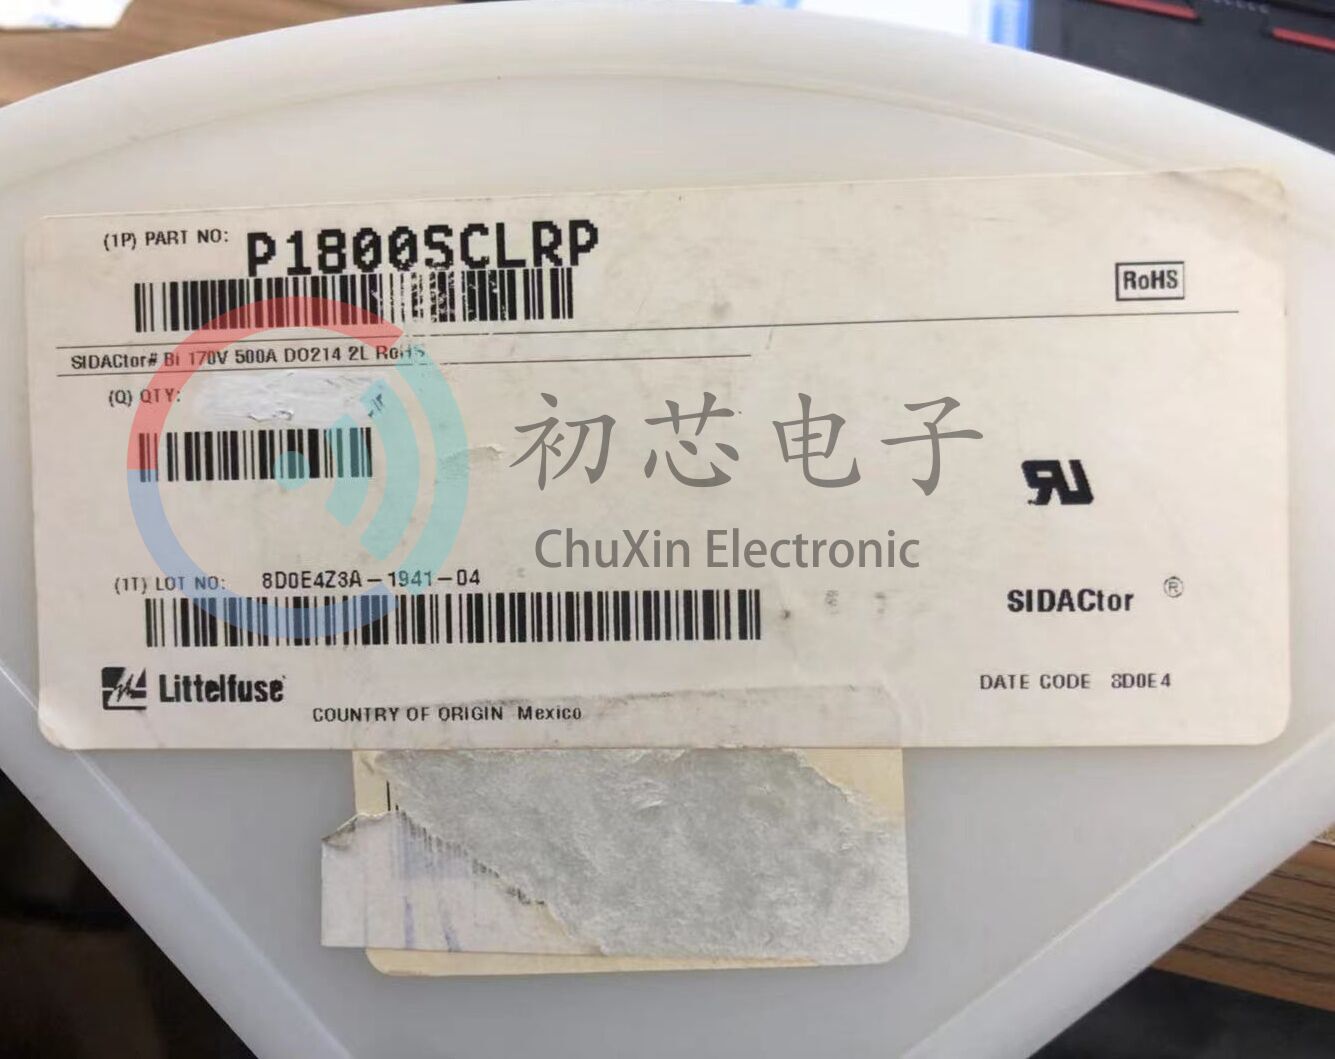 (1P) PART NO: P1800SCLRP
RoHS
SIDACtor# Bi 170V 500A DO214 2L RoHS
(Q) QTY:
初芯电子
ChuXin Electronic
(1T) LOT NO: 8D0E4Z3A-1941-04
SIDACtor ®
Littelfuse
DATE CODE 8D0E4
COUNTRY OF ORIGIN Mexico